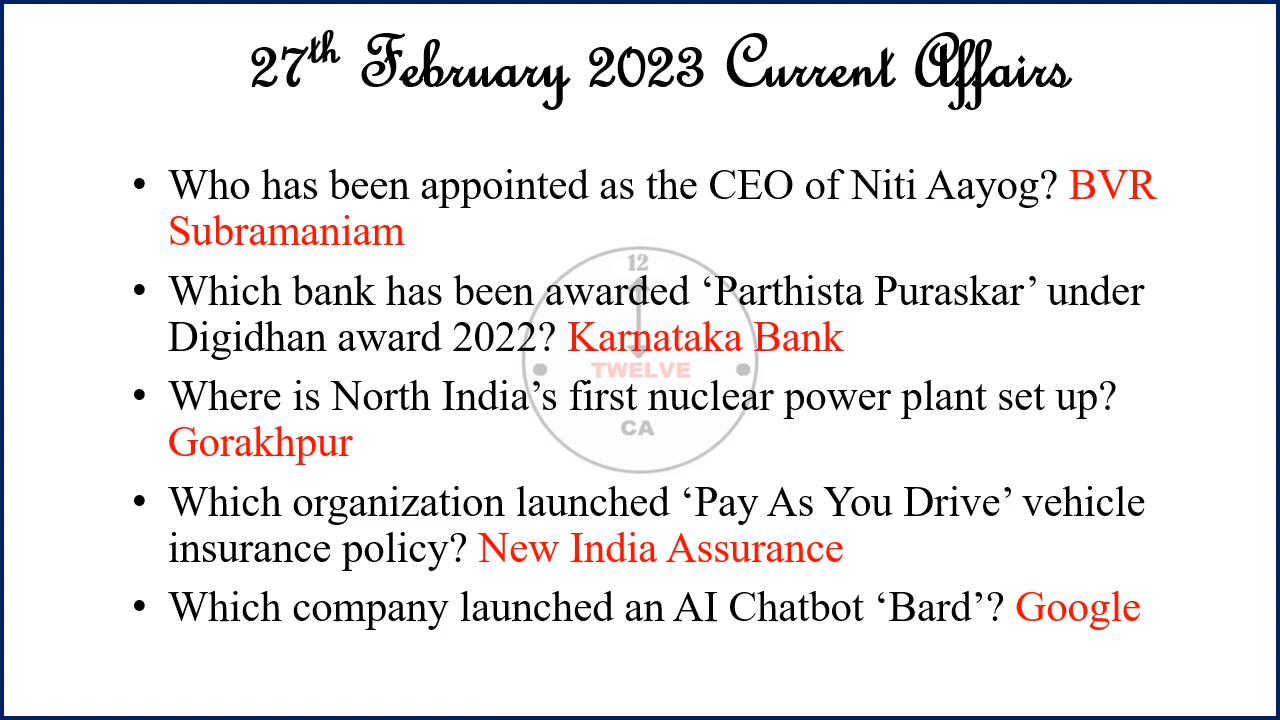 27th February 2023 Current Affairs
• Who has been appointed as the CEO of Niti Aayog? BVR
Subramaniam
• Which bank has been awarded ‘Parthista Puraskar’ under
Digidhan award 2022? Karnataka Bank
• Where is North India’s first nuclear power plant set up?
Gorakhpur
• Which organization launched ‘Pay As You Drive’ vehicle
insurance policy? New India Assurance
• Which company launched an AI Chatbot ‘Bard’? Google
12
TWELVE
CA